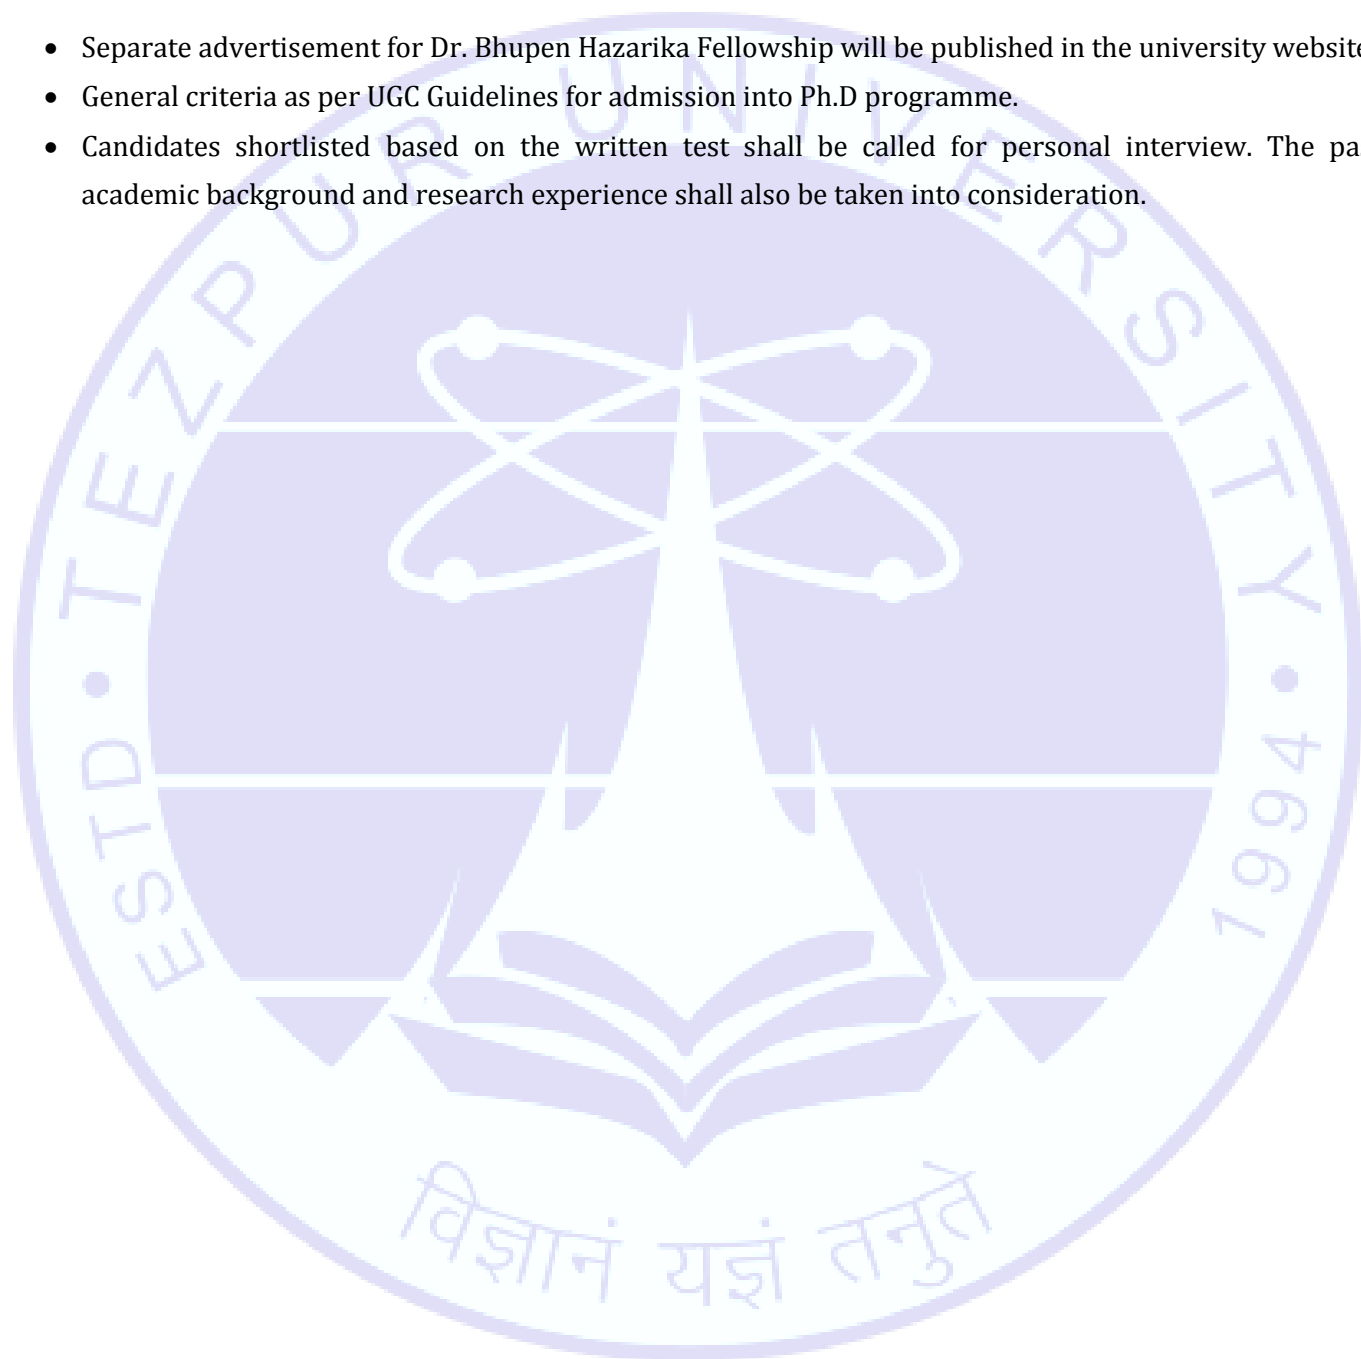 • Separate advertisement for Dr. Bhupen Hazarika Fellowship will be published in the university website
• General criteria as per UGC Guidelines for admission into Ph.D programme.
• Candidates shortlisted based on the written test shall be called for personal interview. The pa
academic background and research experience shall also be taken into consideration.
TEZPUR UNIVERSITY
ESTD • • 1994
विज्ञानं यज्ञं तनुते